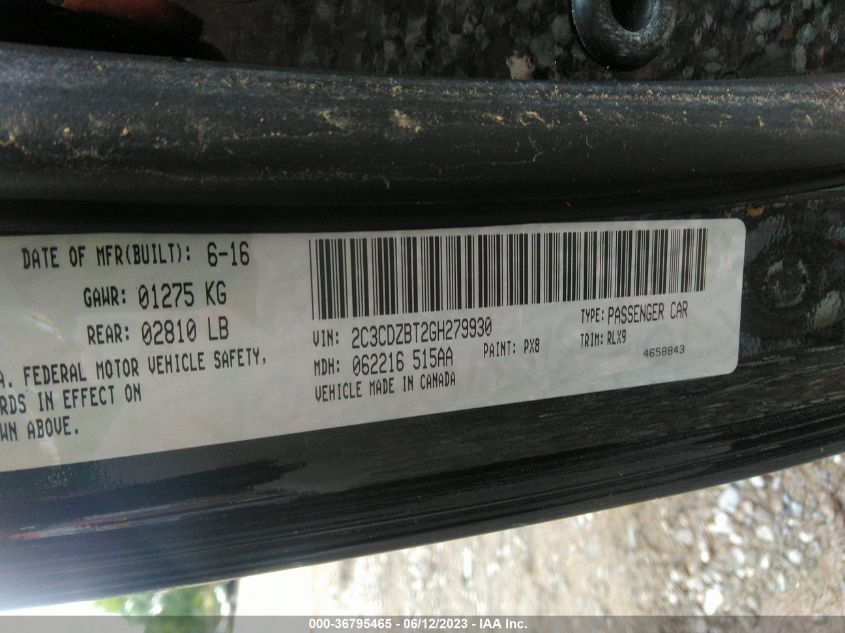 DATE OF MFR(BUILT): 6-16
GAWR: 01275 KG
REAR: 02810 LB
A. FEDERAL MOTOR VEHICLE SAFETY,
RDS IN EFFECT ON
WN ABOVE.
VIN: 2C3CDZBT2GH279930
TYPE: PASSENGER CAR
MDH: 062216 515AA
PAINT: PX8
TRIM: RLX9
VEHICLE MADE IN CANADA
4658843
000-36795465 - 06/12/2023 - IAA Inc.